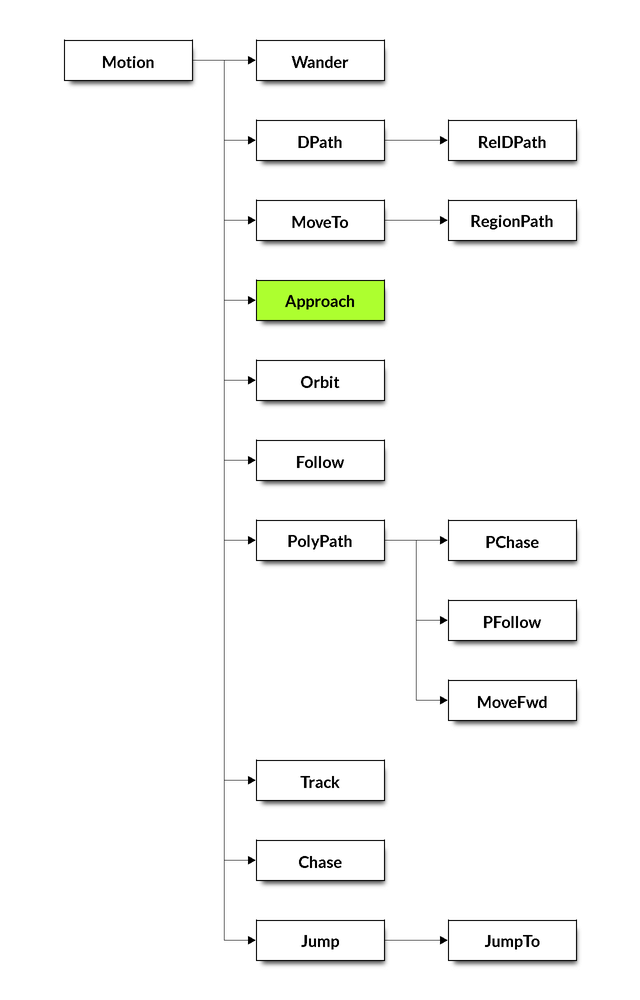 Motion
Wander
DPath
RelDPath
MoveTo
RegionPath
Approach
Orbit
Follow
PolyPath
PChase
PFollow
MoveFwd
Track
Chase
Jump
JumpTo